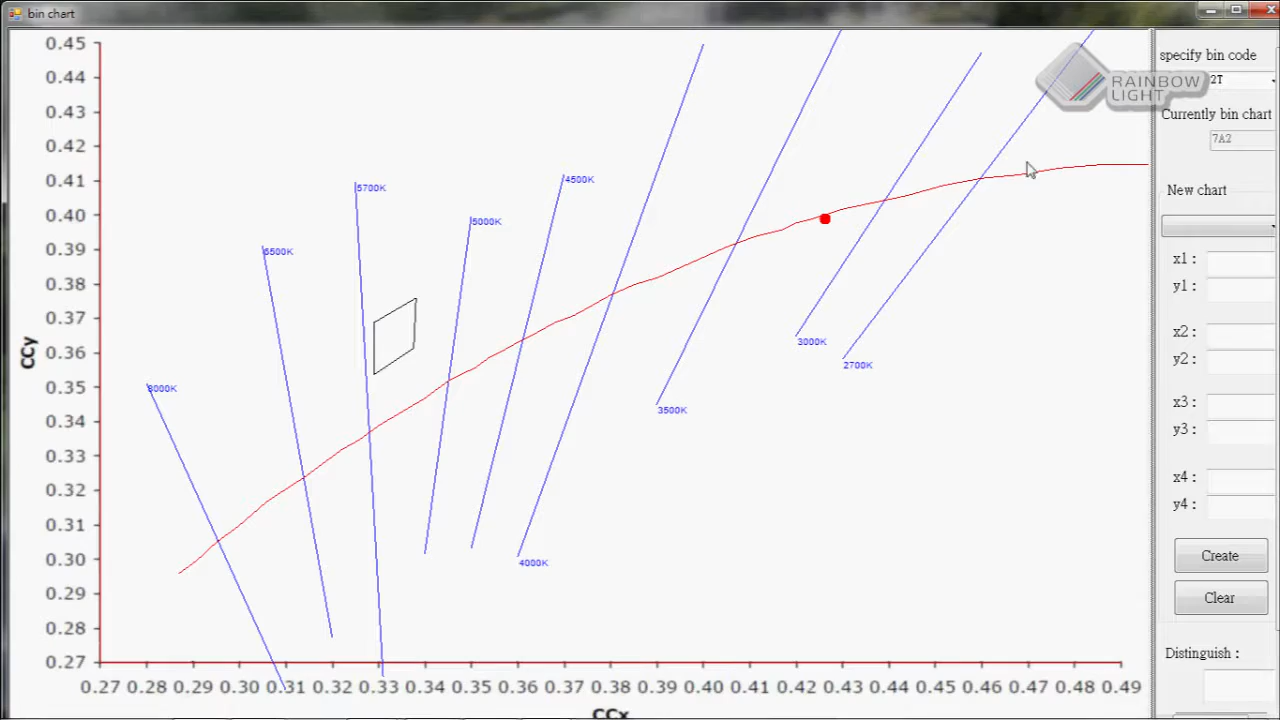 bin chart
0.45
0.44
0.43
0.42
0.41
0.40
0.39
0.38
0.37
0.36
0.35
0.34
0.33
0.32
0.31
0.30
0.29
0.28
0.27
CCy
0.27 0.28 0.29 0.30 0.31 0.32 0.33 0.34 0.35 0.36 0.37 0.38 0.39 0.40 0.41 0.42 0.43 0.44 0.45 0.46 0.47 0.48 0.49
CCx
8000K
6500K
5700K
5000K
4500K
4000K
3500K
3000K
2700K
RAINBOW
LIGHT
specify bin code
2T
Currently bin chart
7A2
New chart
x1 :
y1 :
x2 :
y2 :
x3 :
y3 :
x4 :
y4 :
Create
Clear
Distinguish :